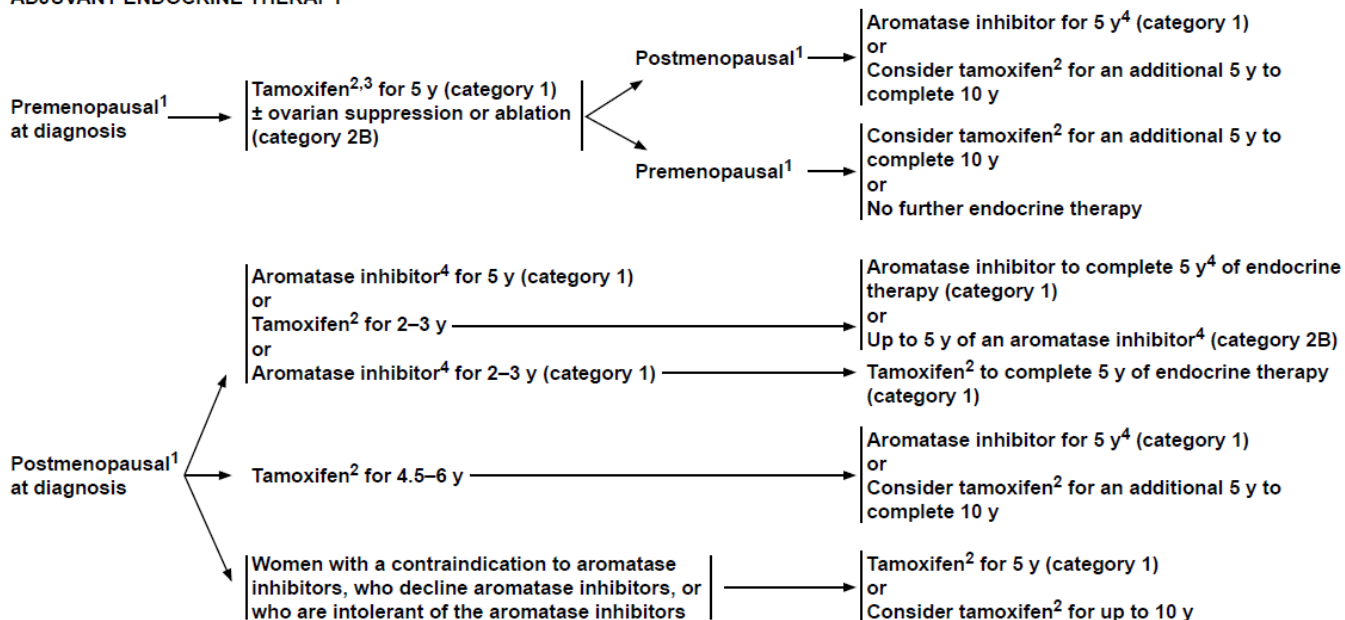 ADJUVANT ENDOCRINE THERAPY
Premenopausal1
at diagnosis
Tamoxifen2,3 for 5 y (category 1)
± ovarian suppression or ablation
(category 2B)
Postmenopausal1
Aromatase inhibitor for 5 y4 (category 1)
or
Consider tamoxifen2 for an additional 5 y to
complete 10 y
Premenopausal1
Consider tamoxifen2 for an additional 5 y to
complete 10 y
or
No further endocrine therapy
Postmenopausal1
at diagnosis
Aromatase inhibitor4 for 5 y (category 1)
or
Tamoxifen2 for 2–3 y
or
Aromatase inhibitor4 for 2–3 y (category 1)
Aromatase inhibitor to complete 5 y4 of endocrine
therapy (category 1)
or
Up to 5 y of an aromatase inhibitor4 (category 2B)
Tamoxifen2 to complete 5 y of endocrine therapy
(category 1)
Tamoxifen2 for 4.5–6 y
Aromatase inhibitor for 5 y4 (category 1)
or
Consider tamoxifen2 for an additional 5 y to
complete 10 y
Women with a contraindication to aromatase
inhibitors, who decline aromatase inhibitors, or
who are intolerant of the aromatase inhibitors
Tamoxifen2 for 5 y (category 1)
or
Consider tamoxifen2 for up to 10 y